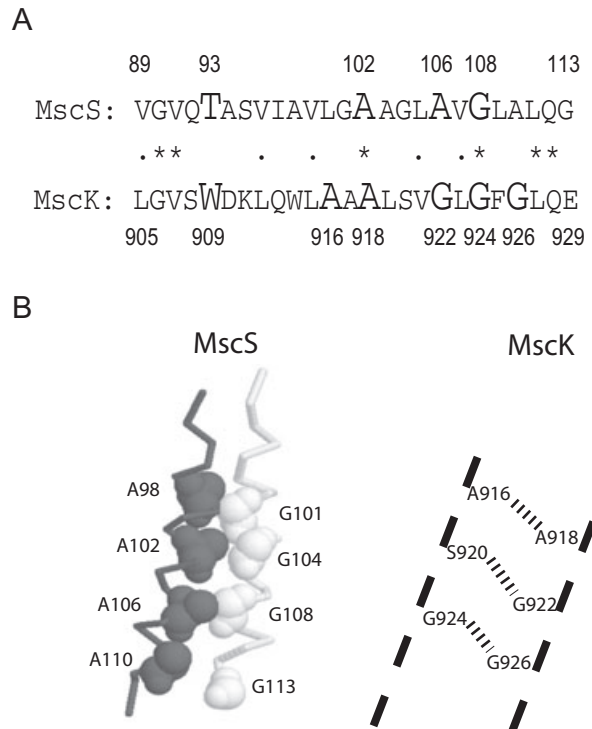 A
89 93 102 106 108 113
MscS: VGVQTASVIAVLGAAGLAVGLALQG
. * * . . * . . * * *
MscK: LGVSWDKLQWLAAALSVGLGFGLQE
905 909 916 918 922 924 926 929
B
MscS
A98
G101
A102
G104
A106
G108
A110
G113
MscK
A916
A918
S920
G922
G924
G926